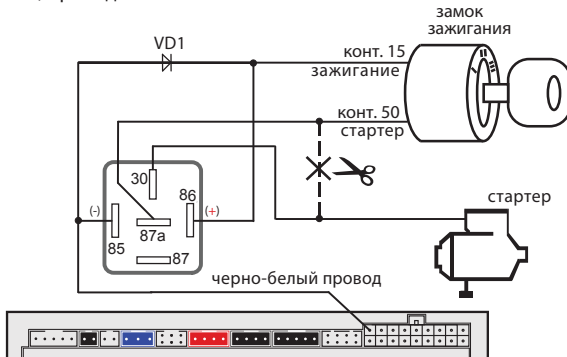 замок
зажигания
VD1
конт. 15
зажигание
конт. 50
стартер
30
86
(-)
(+)
87a
85
87
стартер
черно-белый провод